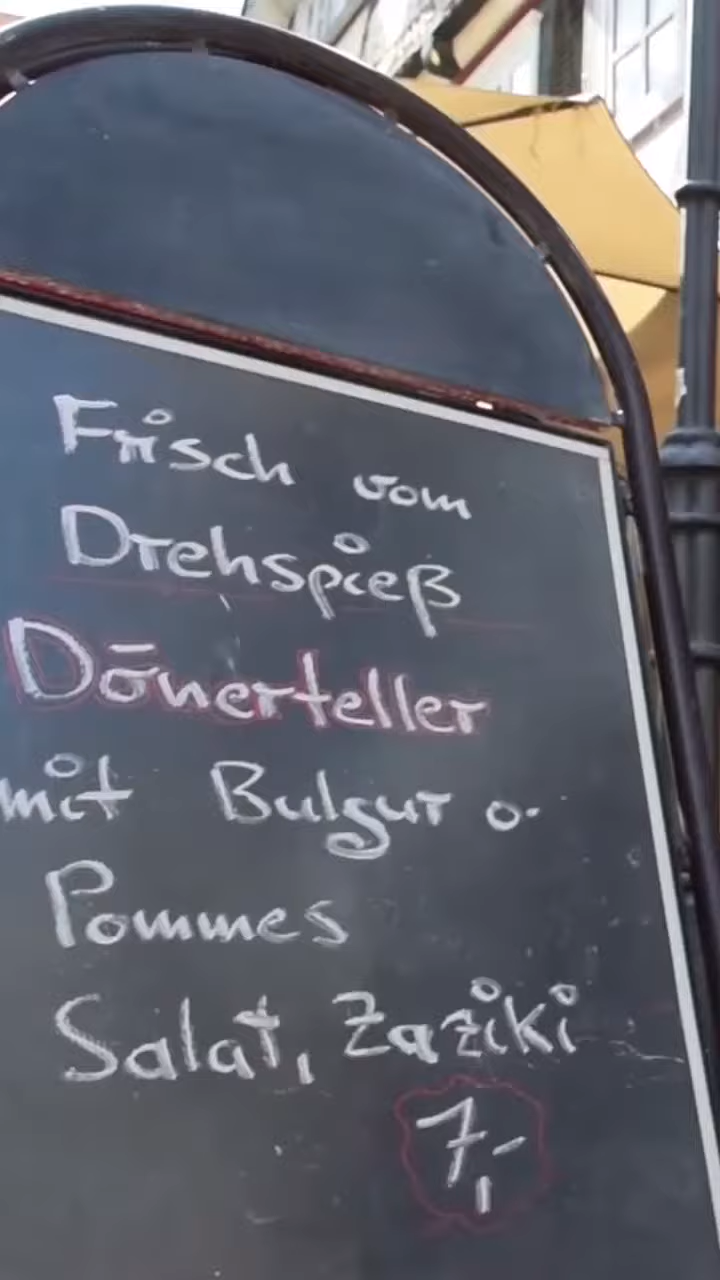 Frisch vom
Drehspieß
Dönerteller
mit Bulgur o.
Pommes
Salat, Zaziki
7,-